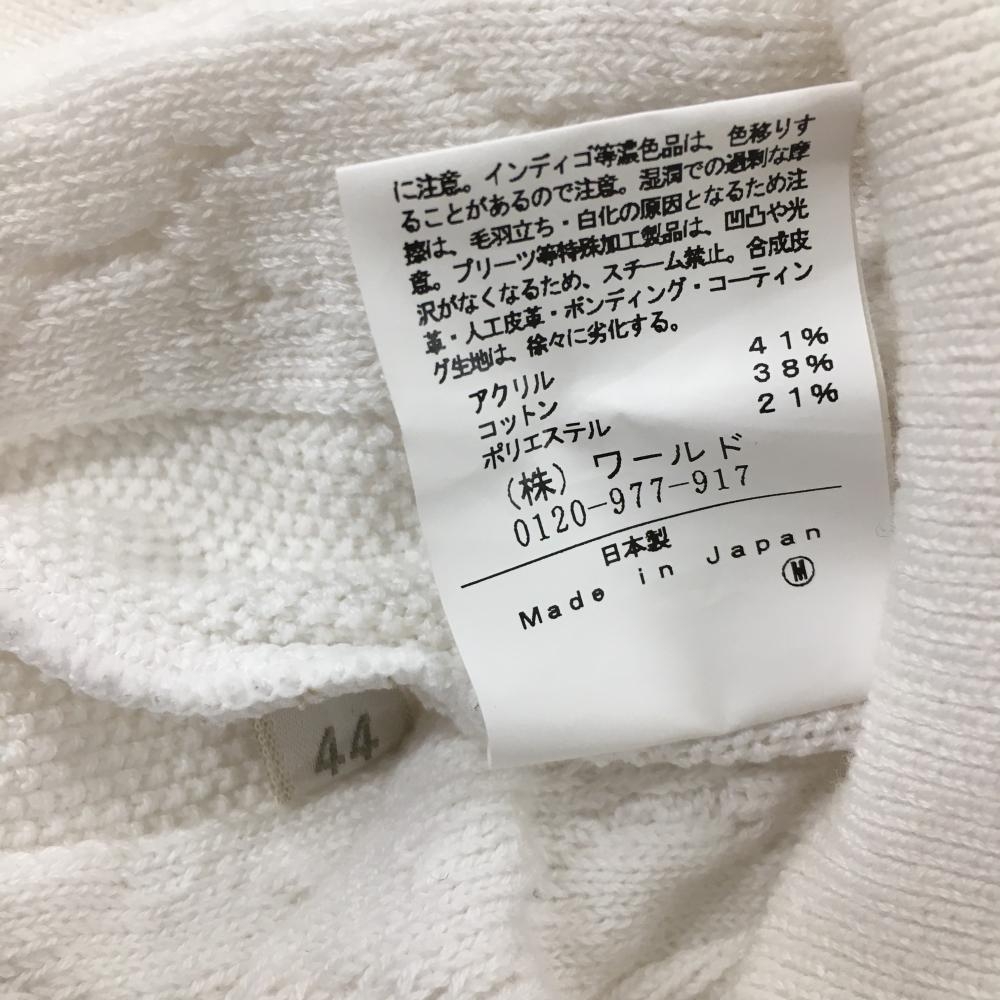 に注意。インディゴ等濃色品は、色移りす
ることがあるので注意。湿潤での過剰な摩
擦は、毛羽立ち・白化の原因となるため注
意。プリーツ等特殊加工製品は、凹凸や光
沢がなくなるため、スチーム禁止。合成皮
革・人工皮革・ボンディング・コーティン
グ生地は、徐々に劣化する。
アクリル 41%
コットン 38%
ポリエステル 21%
(株) ワールド
0120-977-917
日本製
Made in Japan
M
44